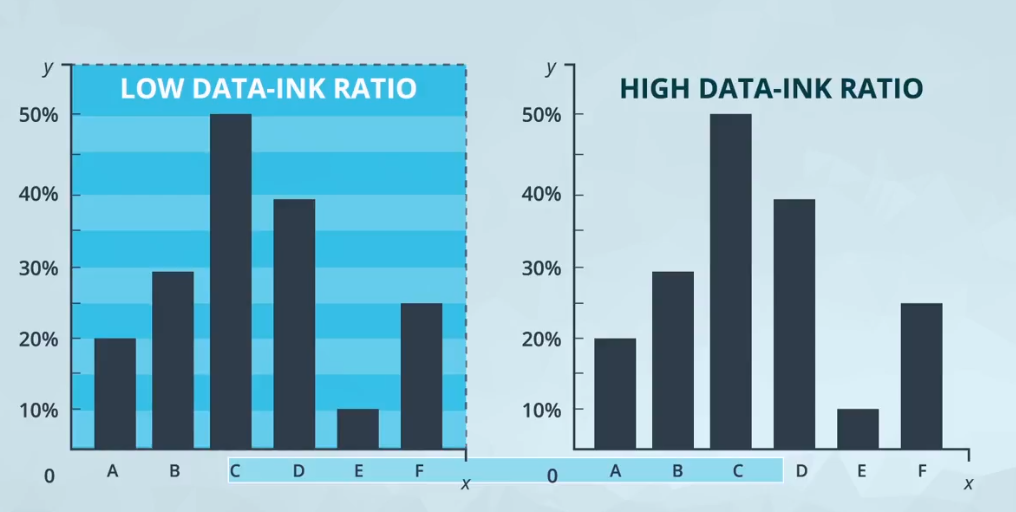 y
LOW DATA-INK RATIO
50%
40%
30%
20%
10%
0
A B C D E F
x
y
HIGH DATA-INK RATIO
50%
40%
30%
20%
10%
0
A B C D E F
x